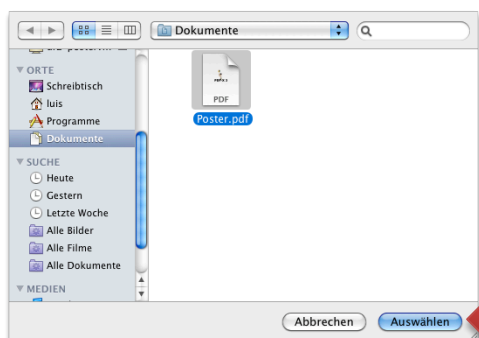 Dokumente
ORTE
Schreibtisch
luis
Programme
Dokumente
SUCHE
Heute
Gestern
Letzte Woche
Alle Bilder
Alle Filme
Alle Dokumente
MEDIEN
PDF
Poster.pdf
Abbrechen
Auswählen